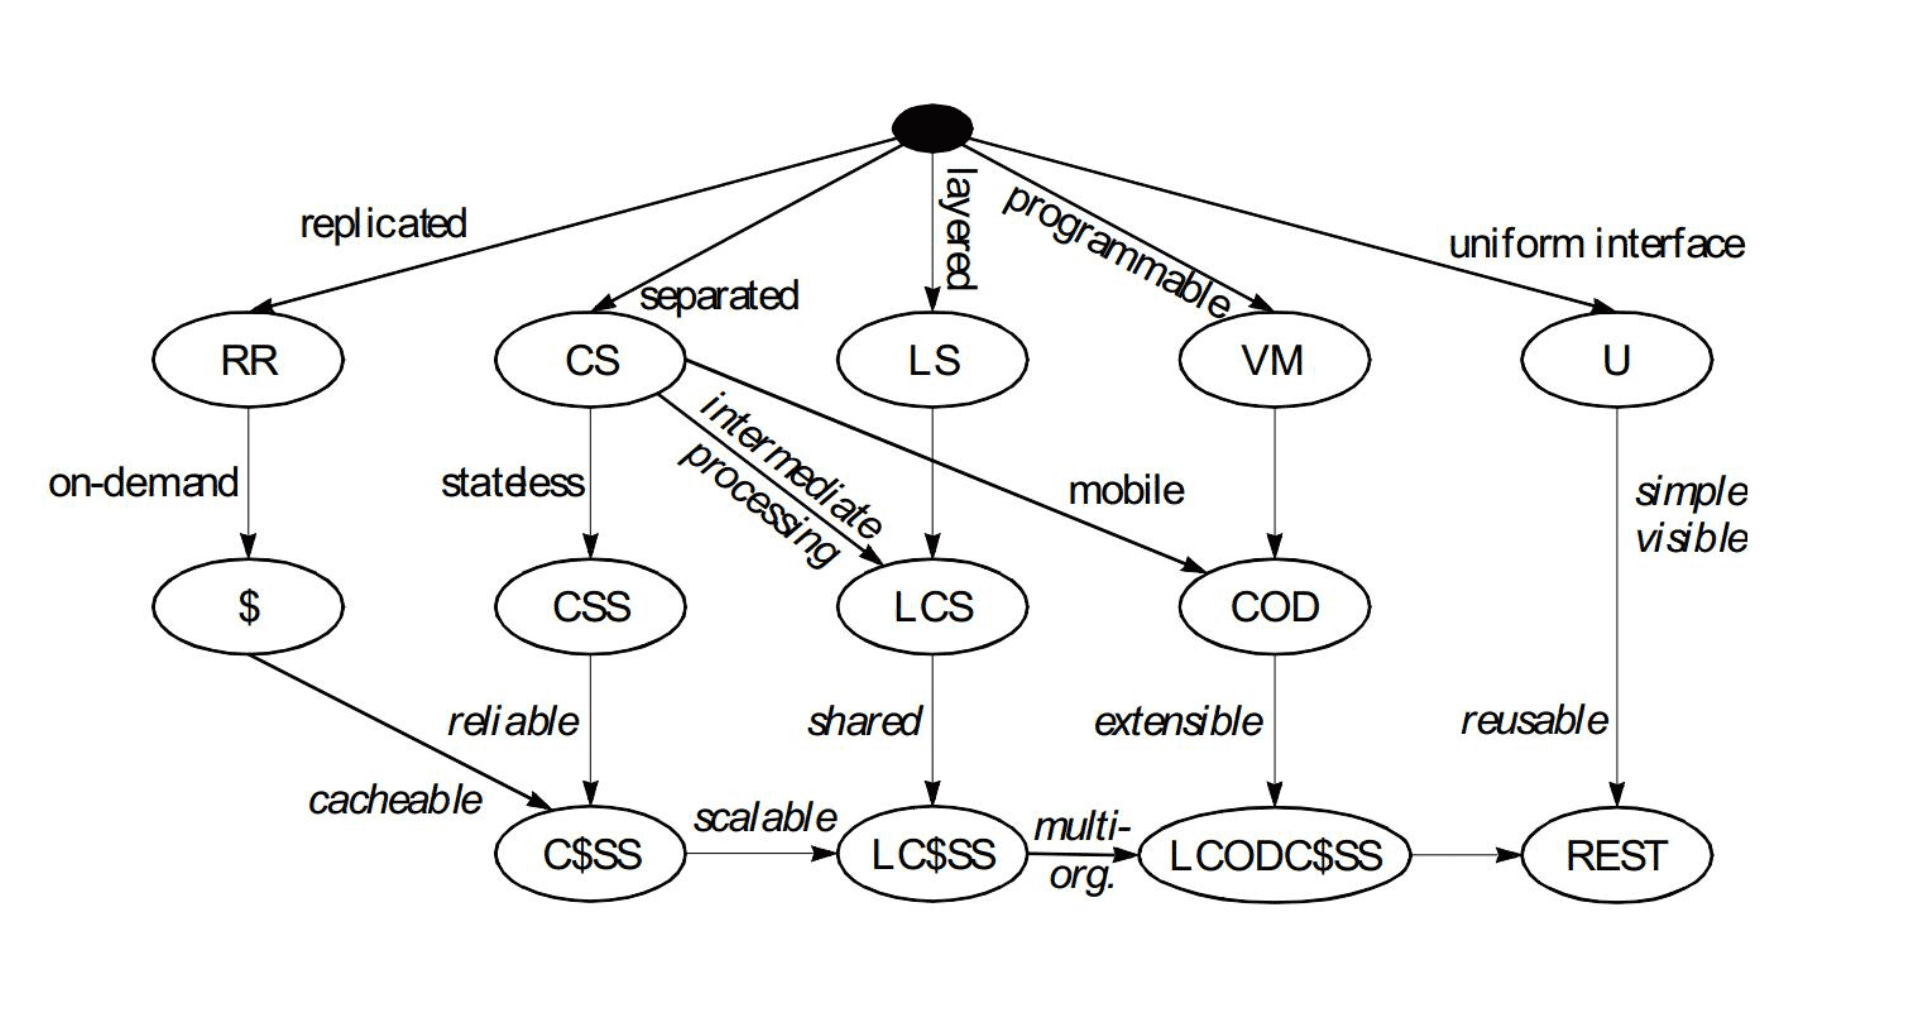 layered
programmable
replicated
uniform interface
separated
RR
CS
LS
VM
U
intermediate
processing
on-demand
stateless
mobile
simple
visible
$
CSS
LCS
COD
reliable
shared
extensible
reusable
cacheable
scalable
multi-
org.
C$SS
LC$SS
LCODC$SS
REST